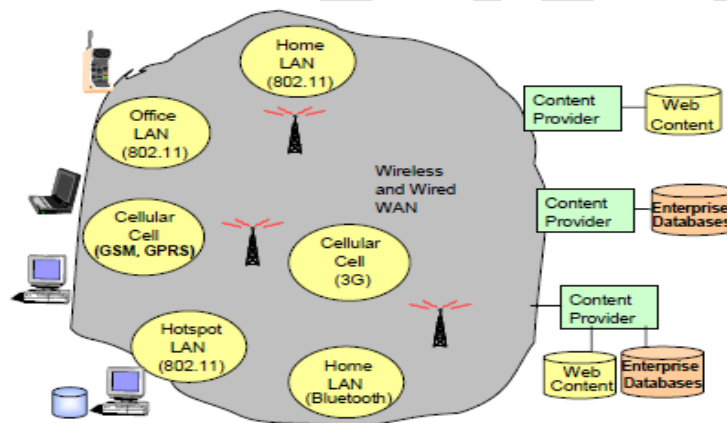 Home
LAN
(802.11)
Office
LAN
(802.11)
Cellular
Cell
(GSM, GPRS)
Wireless
and Wired
WAN
Cellular
Cell
(3G)
Hotspot
LAN
(802.11)
Home
LAN
(Bluetooth)
Content
Provider
Web
Content
Content
Provider
Enterprise
Databases
Content
Provider
Web
Content
Enterprise
Databases